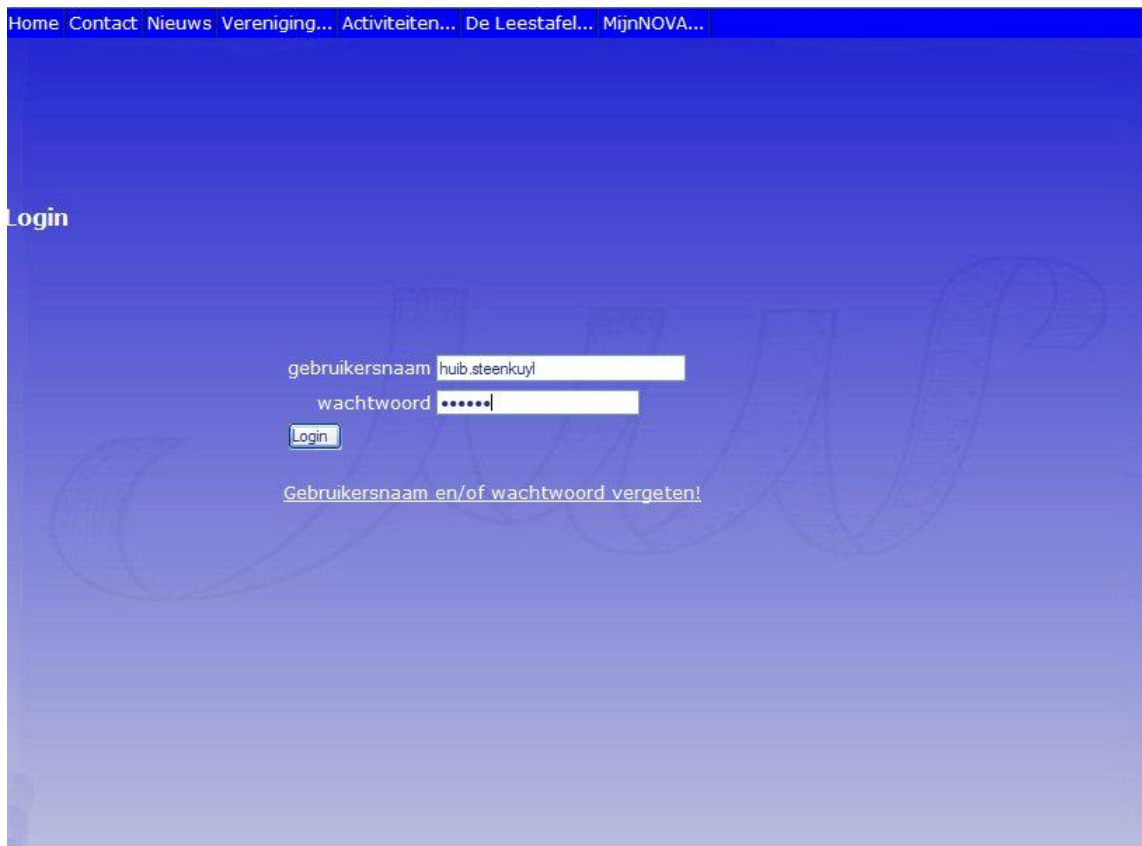 Home Contact Nieuws Vereniging... Activiteiten... De Leestafel... MijnNOVA...
Login
gebruikersnaam huib.steenkuyl
wachtwoord ••••••
Login
Gebruikersnaam en/of wachtwoord vergeten!